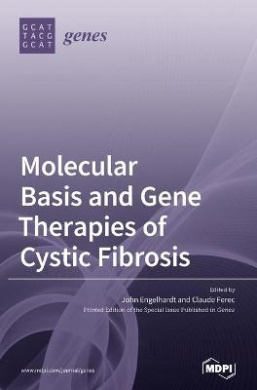 GCAT
TACG
GCAT
genes
Molecular
Basis and Gene
Therapies of
Cystic Fibrosis
Edited by
John Engelhardt and Claude Ferec
Printed Edition of the Special Issue Published in Genes
www.mdpi.com/journal/genes
MDPI